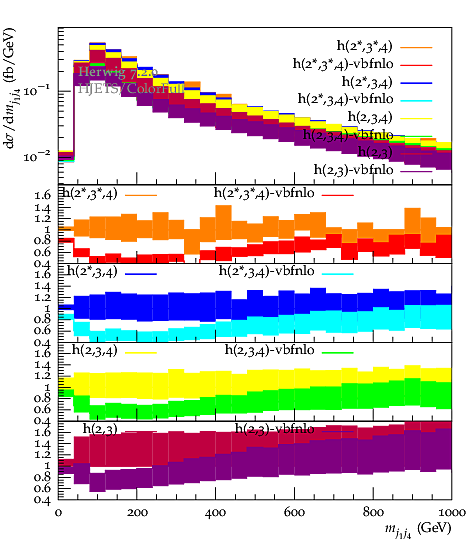 dσ/dm_{j₁j₄} (fb/GeV)
10⁻¹
10⁻²
Herwig 7.2.0
HJETS/Colorfull
h(2*,3*,4)
h(2*,3*,4)-vbfnlo
h(2*,3,4)
h(2*,3,4)-vbfnlo
h(2,3,4)
h(2,3,4)-vbfnlo
h(2,3)
h(2,3)-vbfnlo
h(2*,3*,4) h(2*,3*,4)-vbfnlo
1.6
1.4
1.2
1
0.8
0.6
0.4
h(2*,3,4) h(2*,3,4)-vbfnlo
1.6
1.4
1.2
1
0.8
0.6
0.4
h(2,3,4) h(2,3,4)-vbfnlo
1.6
1.4
1.2
1
0.8
0.6
0.4
h(2,3) h(2,3)-vbfnlo
1.6
1.4
1.2
1
0.8
0.6
0.4
0 200 400 600 800 1000
m_{j₁j₄} (GeV)